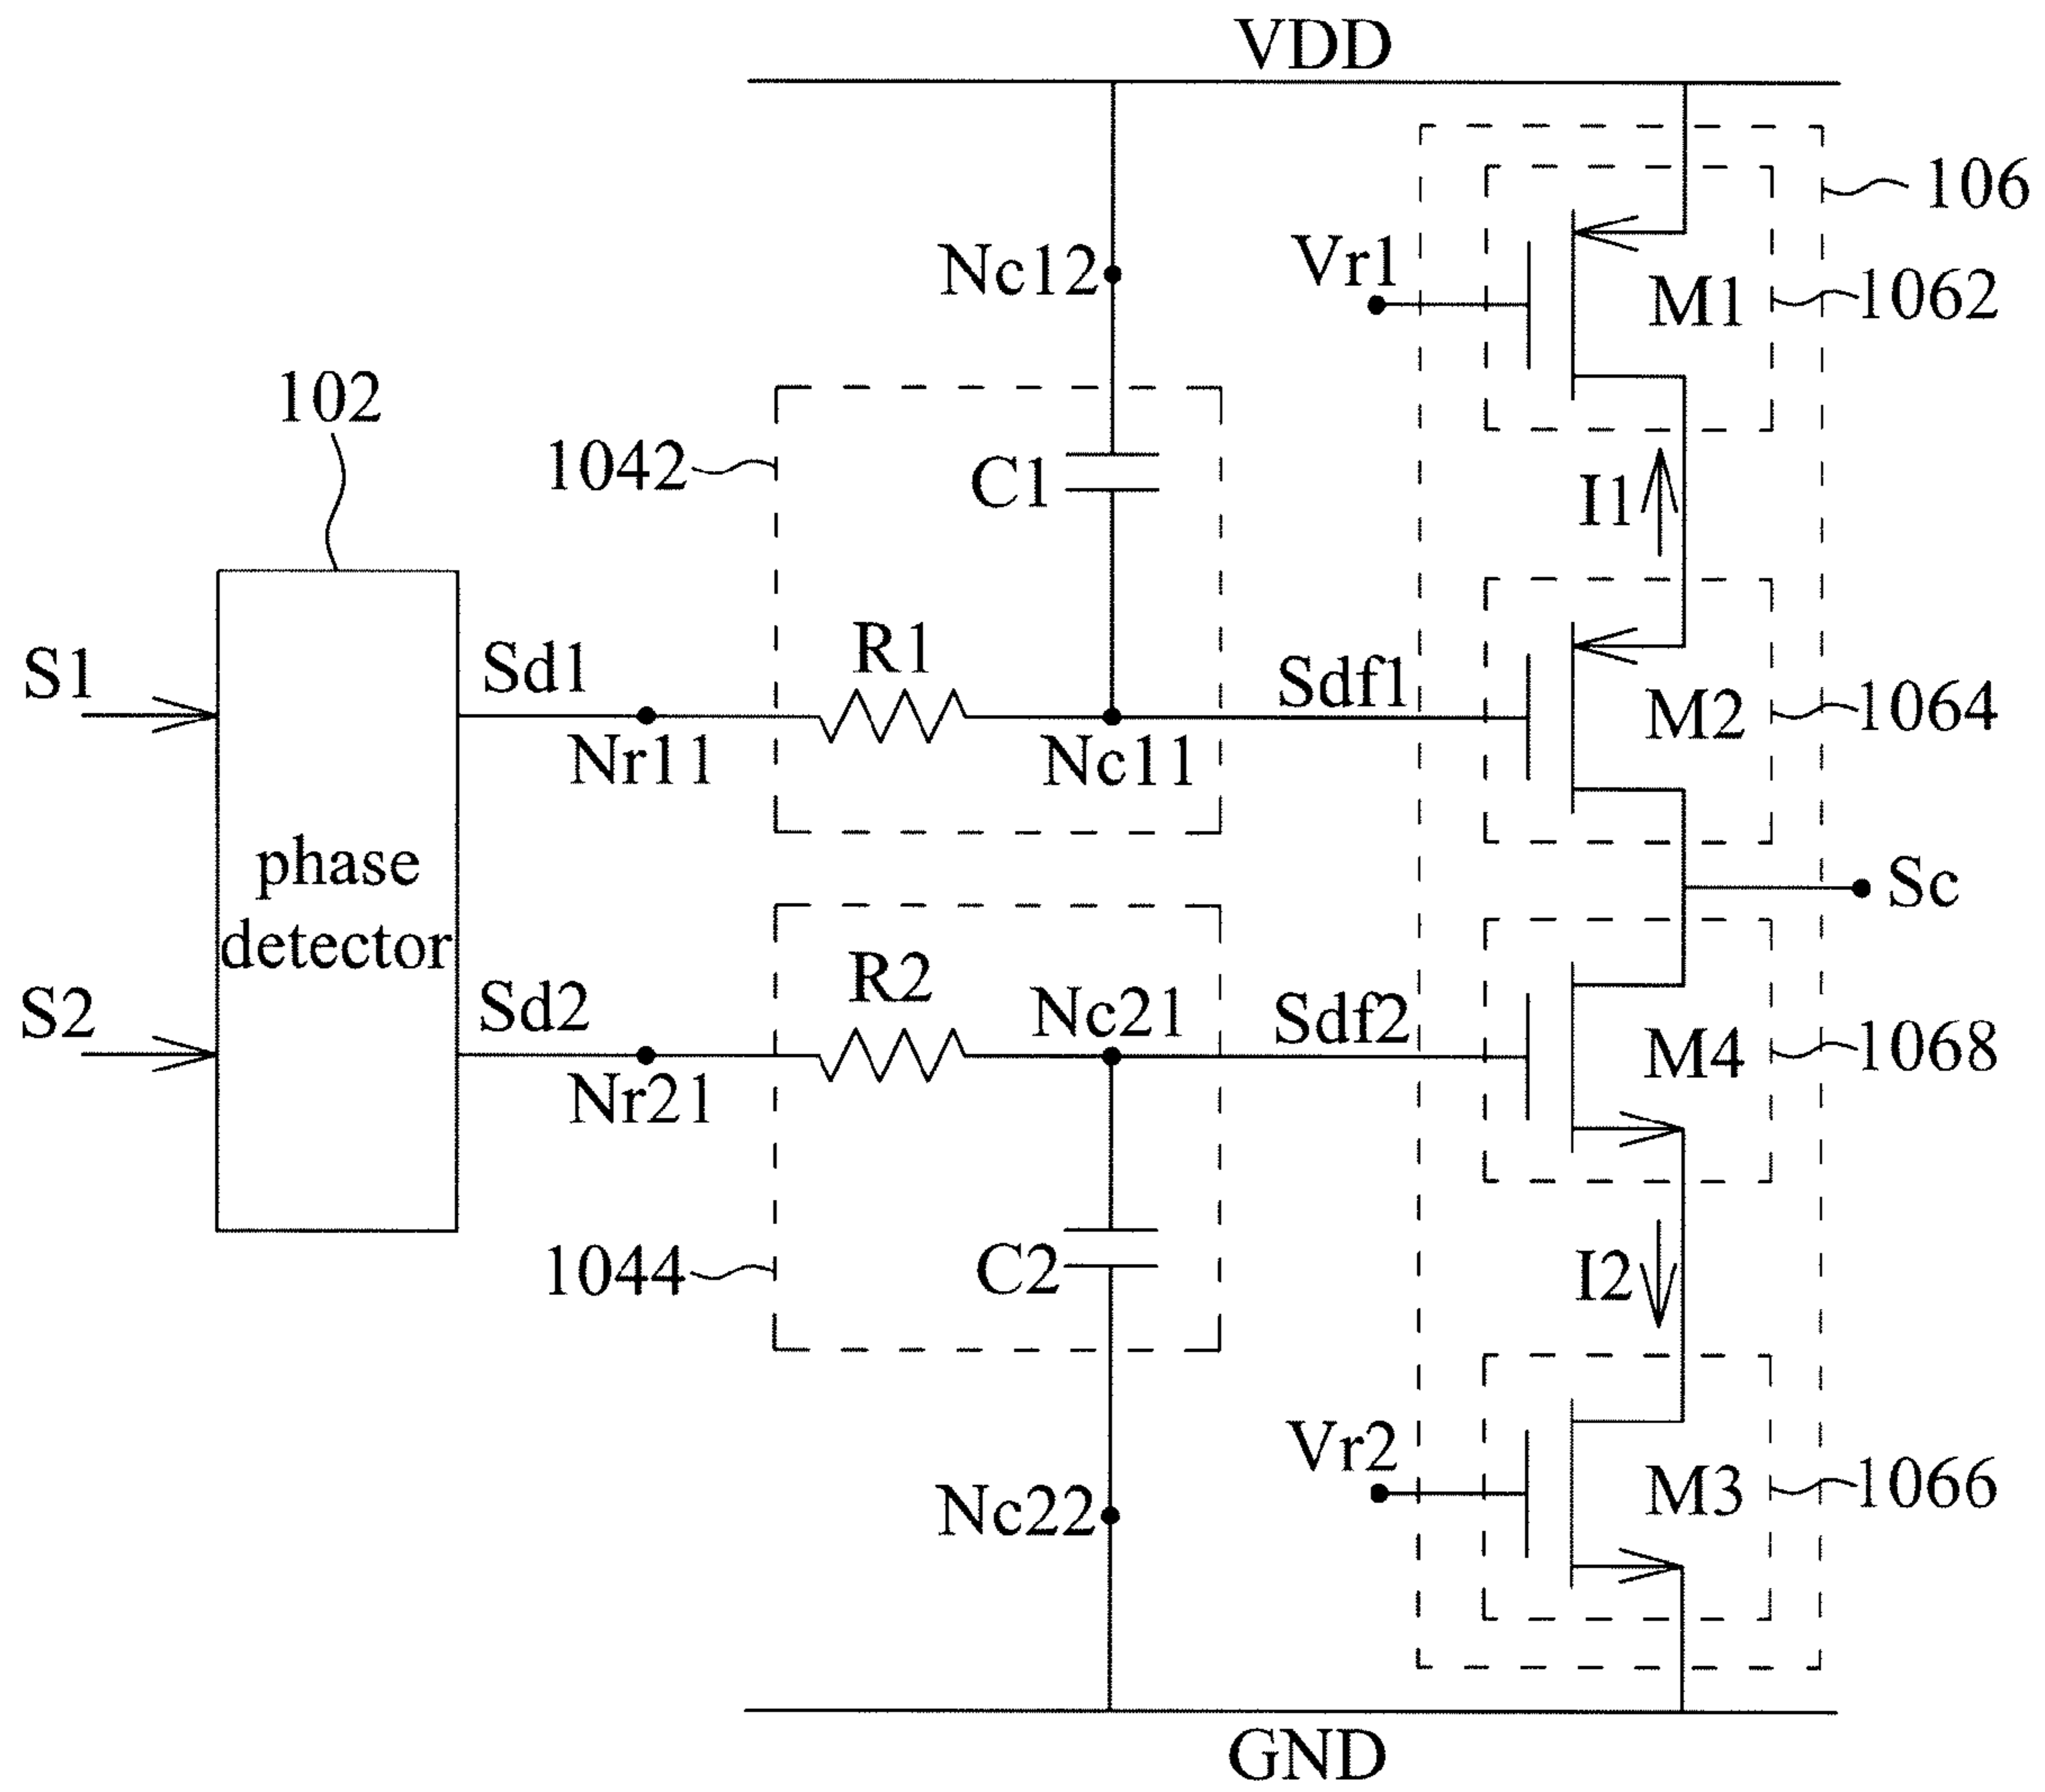 VDD
106
Vr1
M1
1062
Nc12
102
1042
C1
I1
S1
Sd1
Nr11
R1
Nc11
Sdf1
M2
1064
phase
detector
Sc
S2
Sd2
Nr21
R2
Nc21
Sdf2
M4
1068
1044
C2
I2
Vr2
M3
1066
Nc22
GND